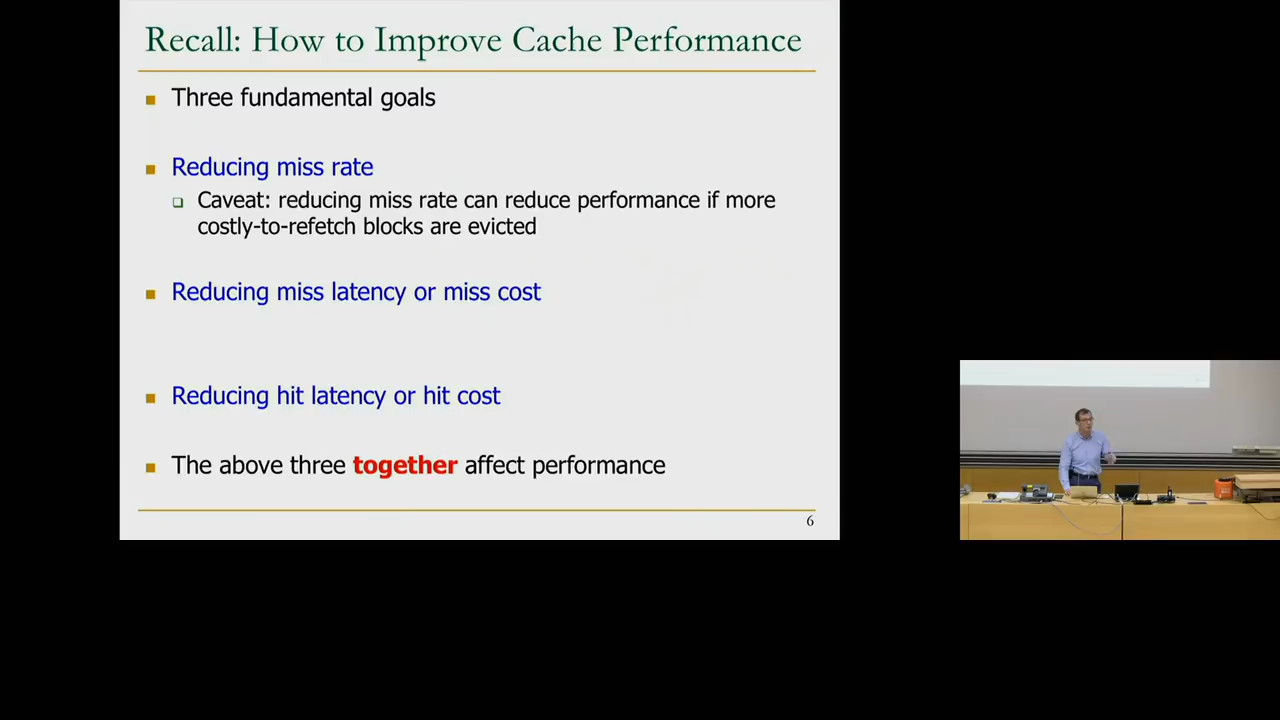 Recall: How to Improve Cache Performance
Three fundamental goals
Reducing miss rate
Caveat: reducing miss rate can reduce performance if more
costly-to-refetch blocks are evicted
Reducing miss latency or miss cost
Reducing hit latency or hit cost
The above three together affect performance
6